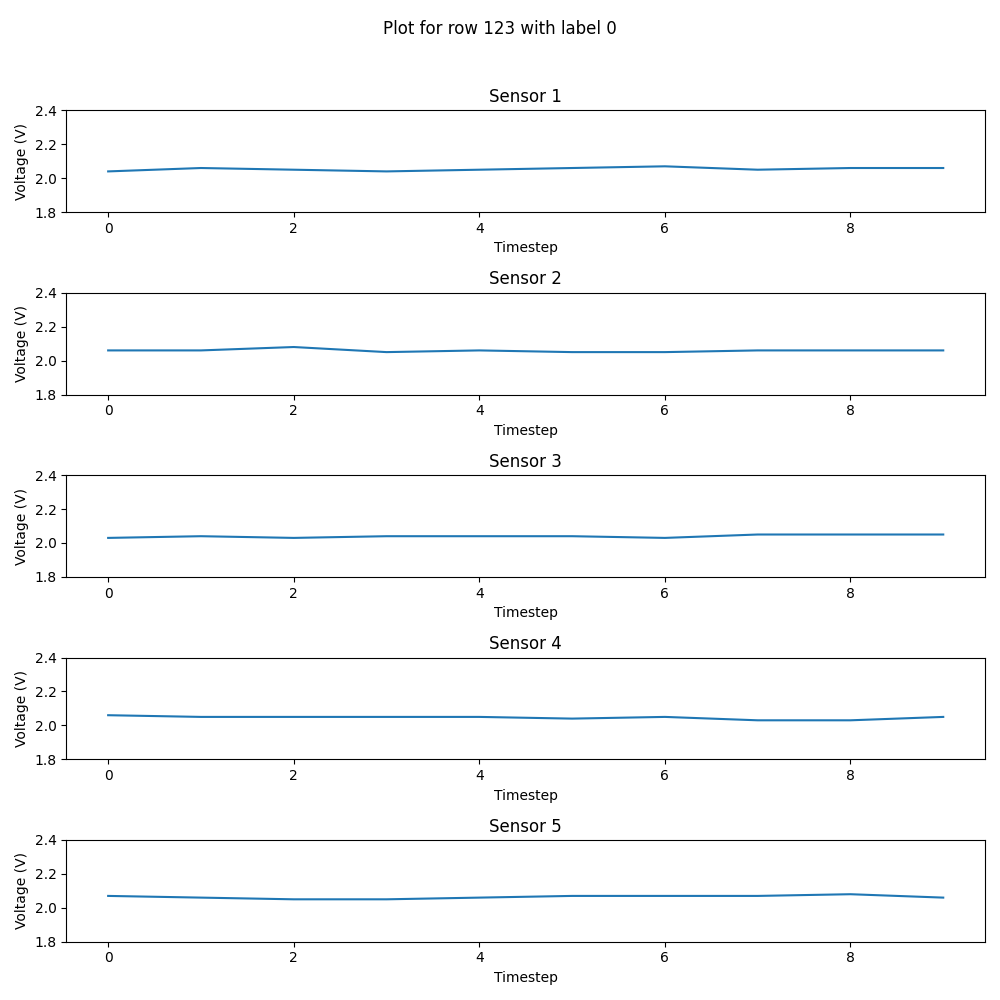 Plot for row 123 with label 0
Sensor 1
2.4
2.2
2.0
1.8
Voltage (V)
0 2 4 6 8
Timestep
Sensor 2
2.4
2.2
2.0
1.8
Voltage (V)
0 2 4 6 8
Timestep
Sensor 3
2.4
2.2
2.0
1.8
Voltage (V)
0 2 4 6 8
Timestep
Sensor 4
2.4
2.2
2.0
1.8
Voltage (V)
0 2 4 6 8
Timestep
Sensor 5
2.4
2.2
2.0
1.8
Voltage (V)
0 2 4 6 8
Timestep